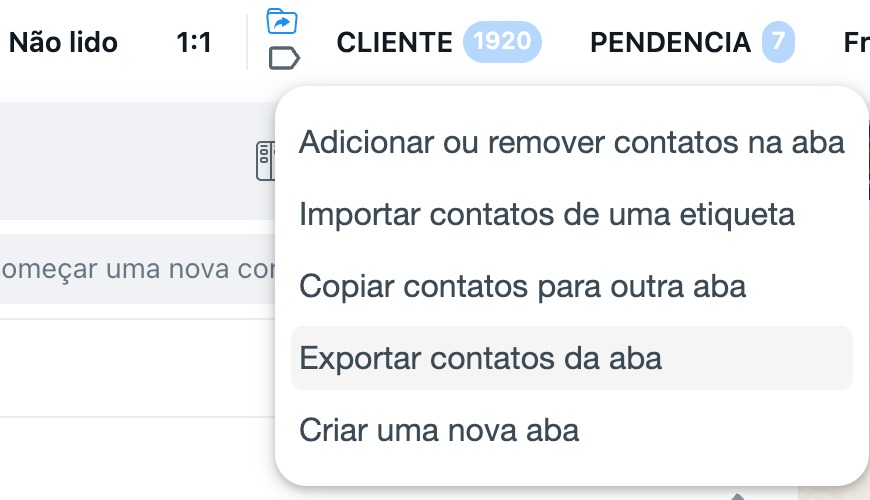 Não lido 1:1 CLIENTE 1920 PENDENCIA 7 Fr
Adicionar ou remover contatos na aba
Importar contatos de uma etiqueta
omeçar uma nova con
Copiar contatos para outra aba
Exportar contatos da aba
Criar uma nova aba